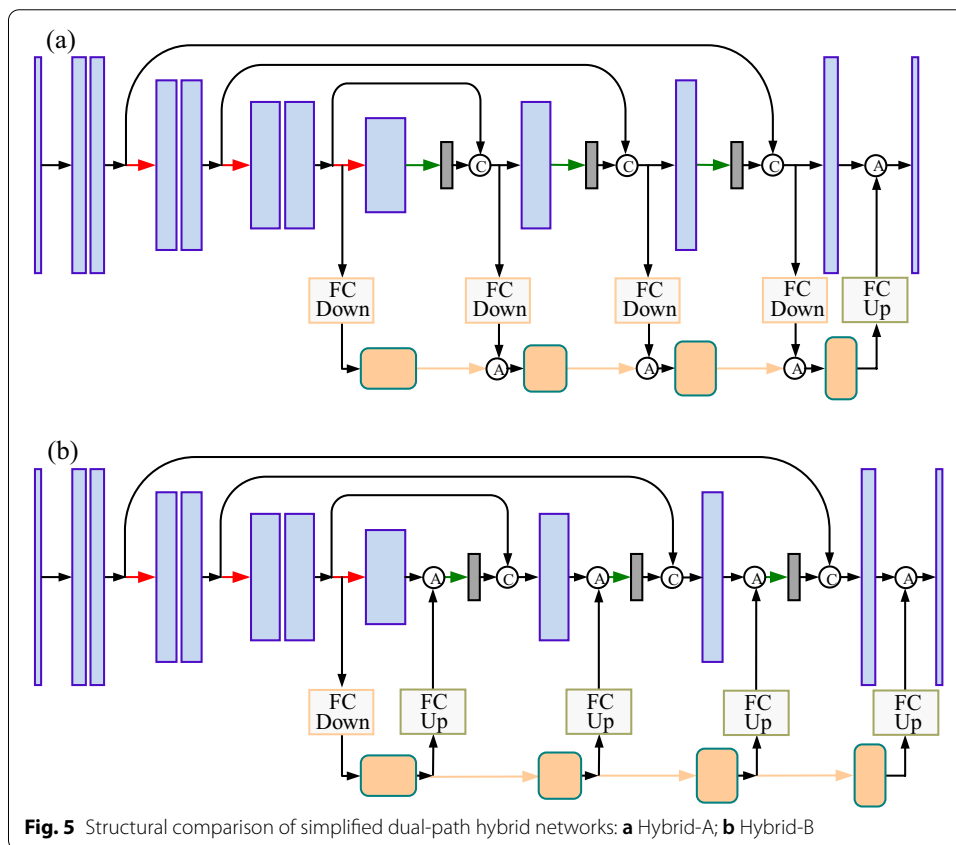 (a)
C
C
C
A
FC
Down
FC
Down
FC
Down
FC
Down
FC
Up
A
A
A
(b)
A
C
A
C
A
C
A
FC
Down
FC
Up
FC
Up
FC
Up
FC
Up
Fig. 5 Structural comparison of simplified dual-path hybrid networks: a Hybrid-A; b Hybrid-B